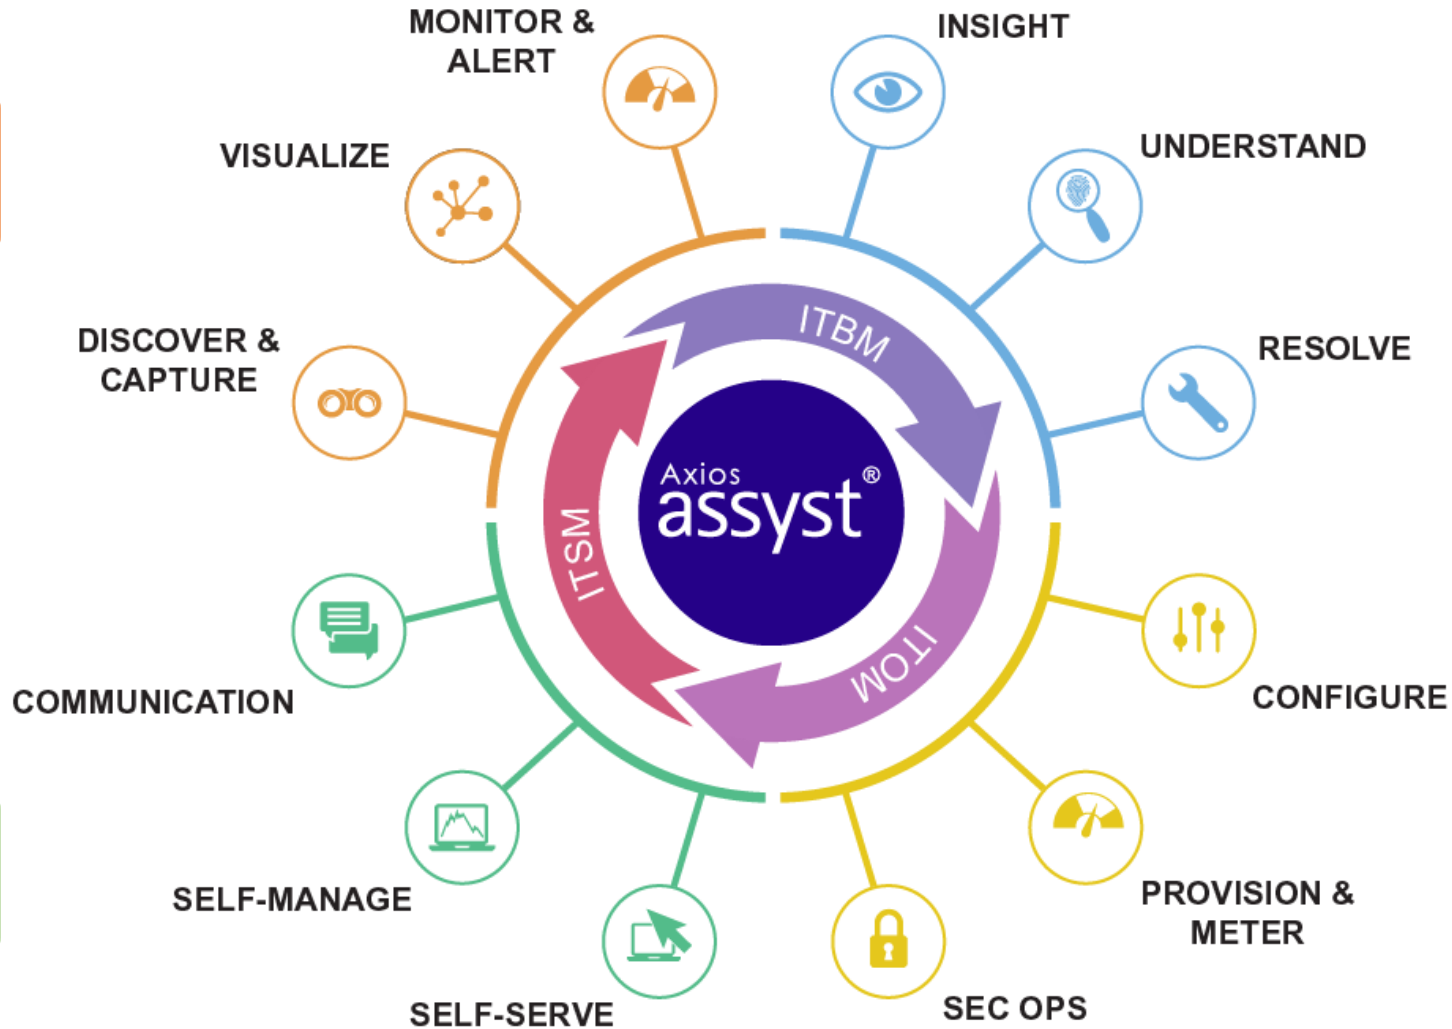 MONITOR &
ALERT
INSIGHT
VISUALIZE
UNDERSTAND
DISCOVER &
CAPTURE
RESOLVE
ITBM
Axios
assyst®
ITSM
ITOM
COMMUNICATION
CONFIGURE
SELF-MANAGE
PROVISION &
METER
SELF-SERVE
SEC OPS